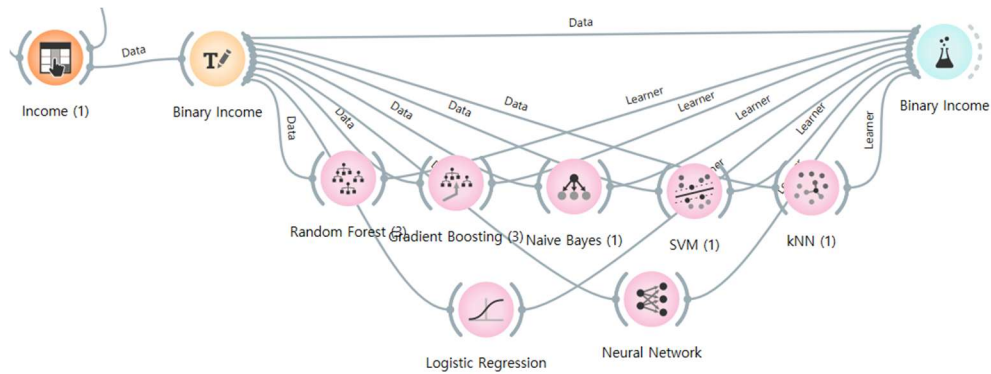 Data
Data
Income (1)
Binary Income
Binary Income
Data
Data
Data
Data
Data
Learner
Learner
Learner
Learner
Learner
Random Forest (3)
Gradient Boosting (3)
Naive Bayes (1)
SVM (1)
kNN (1)
Logistic Regression
Neural Network